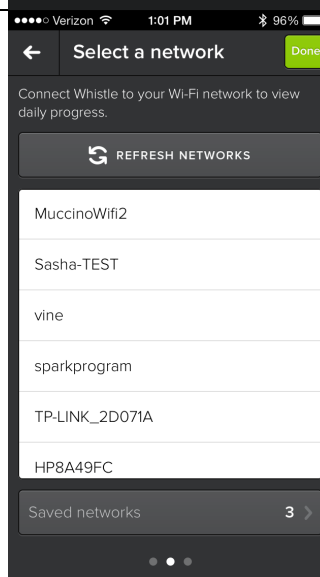 Verizon 1:01 PM 96%
Select a network Done
Connect Whistle to your Wi-Fi network to view
daily progress.
REFRESH NETWORKS
MuccinoWifi2
Sasha-TEST
vine
sparkprogram
TP-LINK_2D071A
HP8A49FC
Saved networks 3